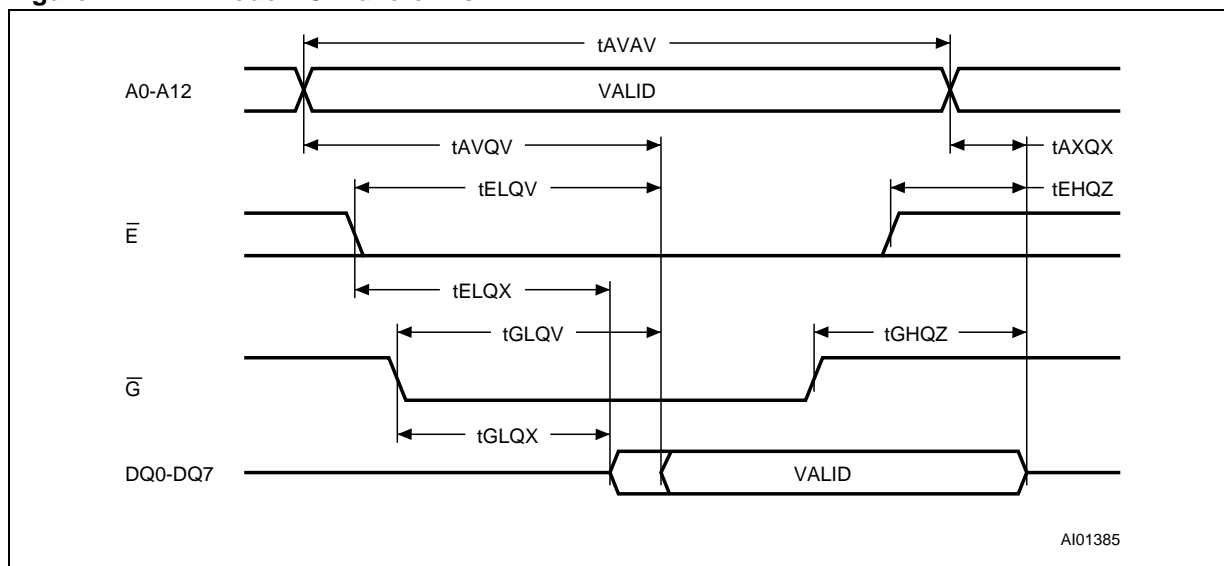 tAVAV
A0-A12
VALID
tAVQV
tAXQX
tELQV
tEHQZ
E̅
tELQX
tGLQV
tGHQZ
G̅
tGLQX
DQ0-DQ7
VALID
AI01385